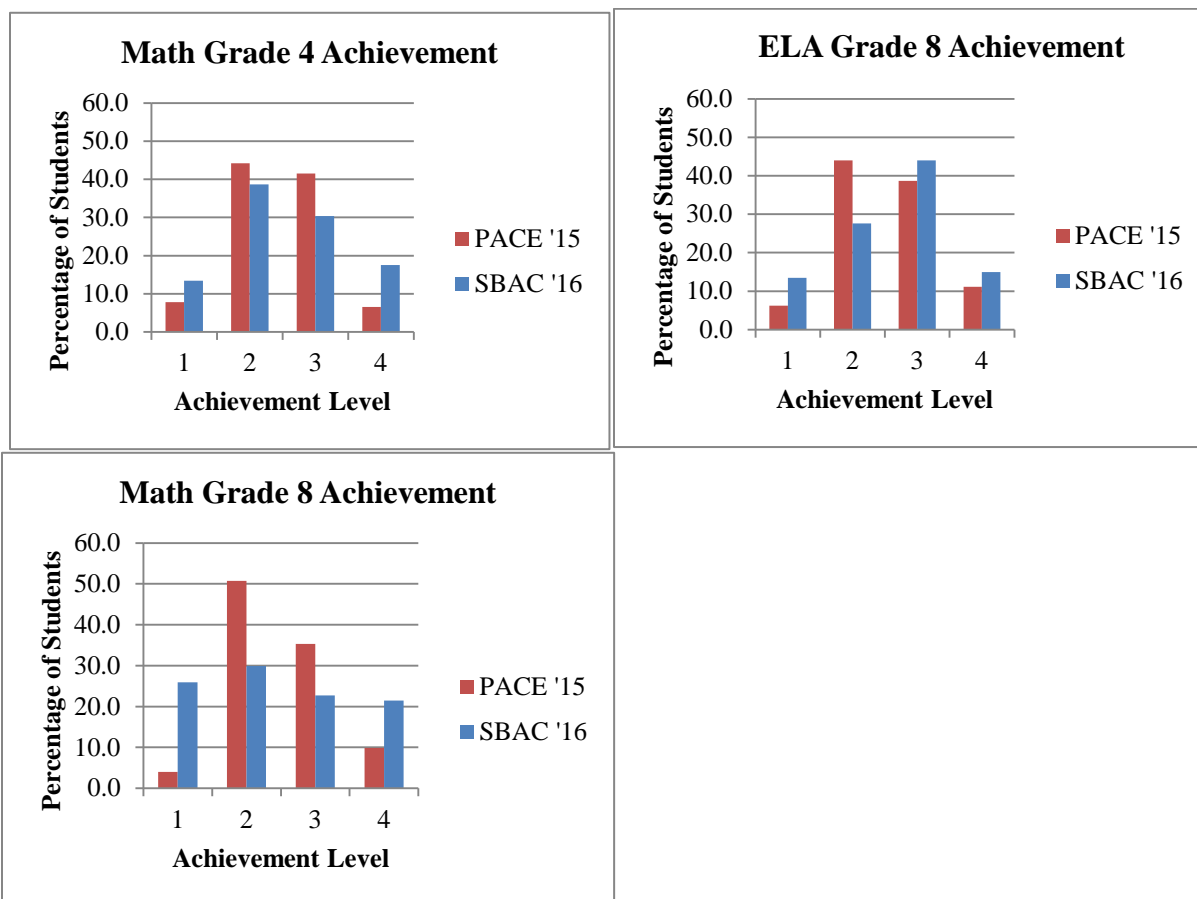 Math Grade 4 Achievement
Percentage of Students
60.0
50.0
40.0
30.0
20.0
10.0
0.0
1 2 3 4
Achievement Level
PACE '15
SBAC '16
ELA Grade 8 Achievement
Percentage of Students
60.0
50.0
40.0
30.0
20.0
10.0
0.0
1 2 3 4
Achievement Level
PACE '15
SBAC '16
Math Grade 8 Achievement
Percentage of Students
60.0
50.0
40.0
30.0
20.0
10.0
0.0
1 2 3 4
Achievement Level
PACE '15
SBAC '16